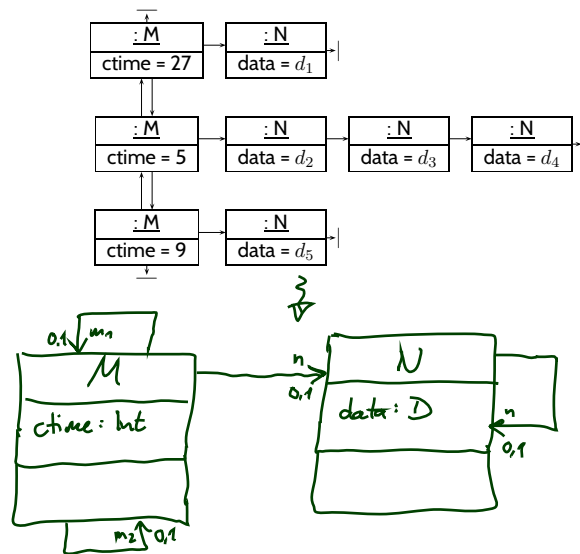 : M
: N
ctime = 27
data = d₁
: M
: N
: N
: N
ctime = 5
data = d₂
data = d₃
data = d₄
: M
: N
ctime = 9
data = d₅
0,1
m₁
M
ctime: Int
m₂
0,1
n
0,1
N
data: D
n
0,1